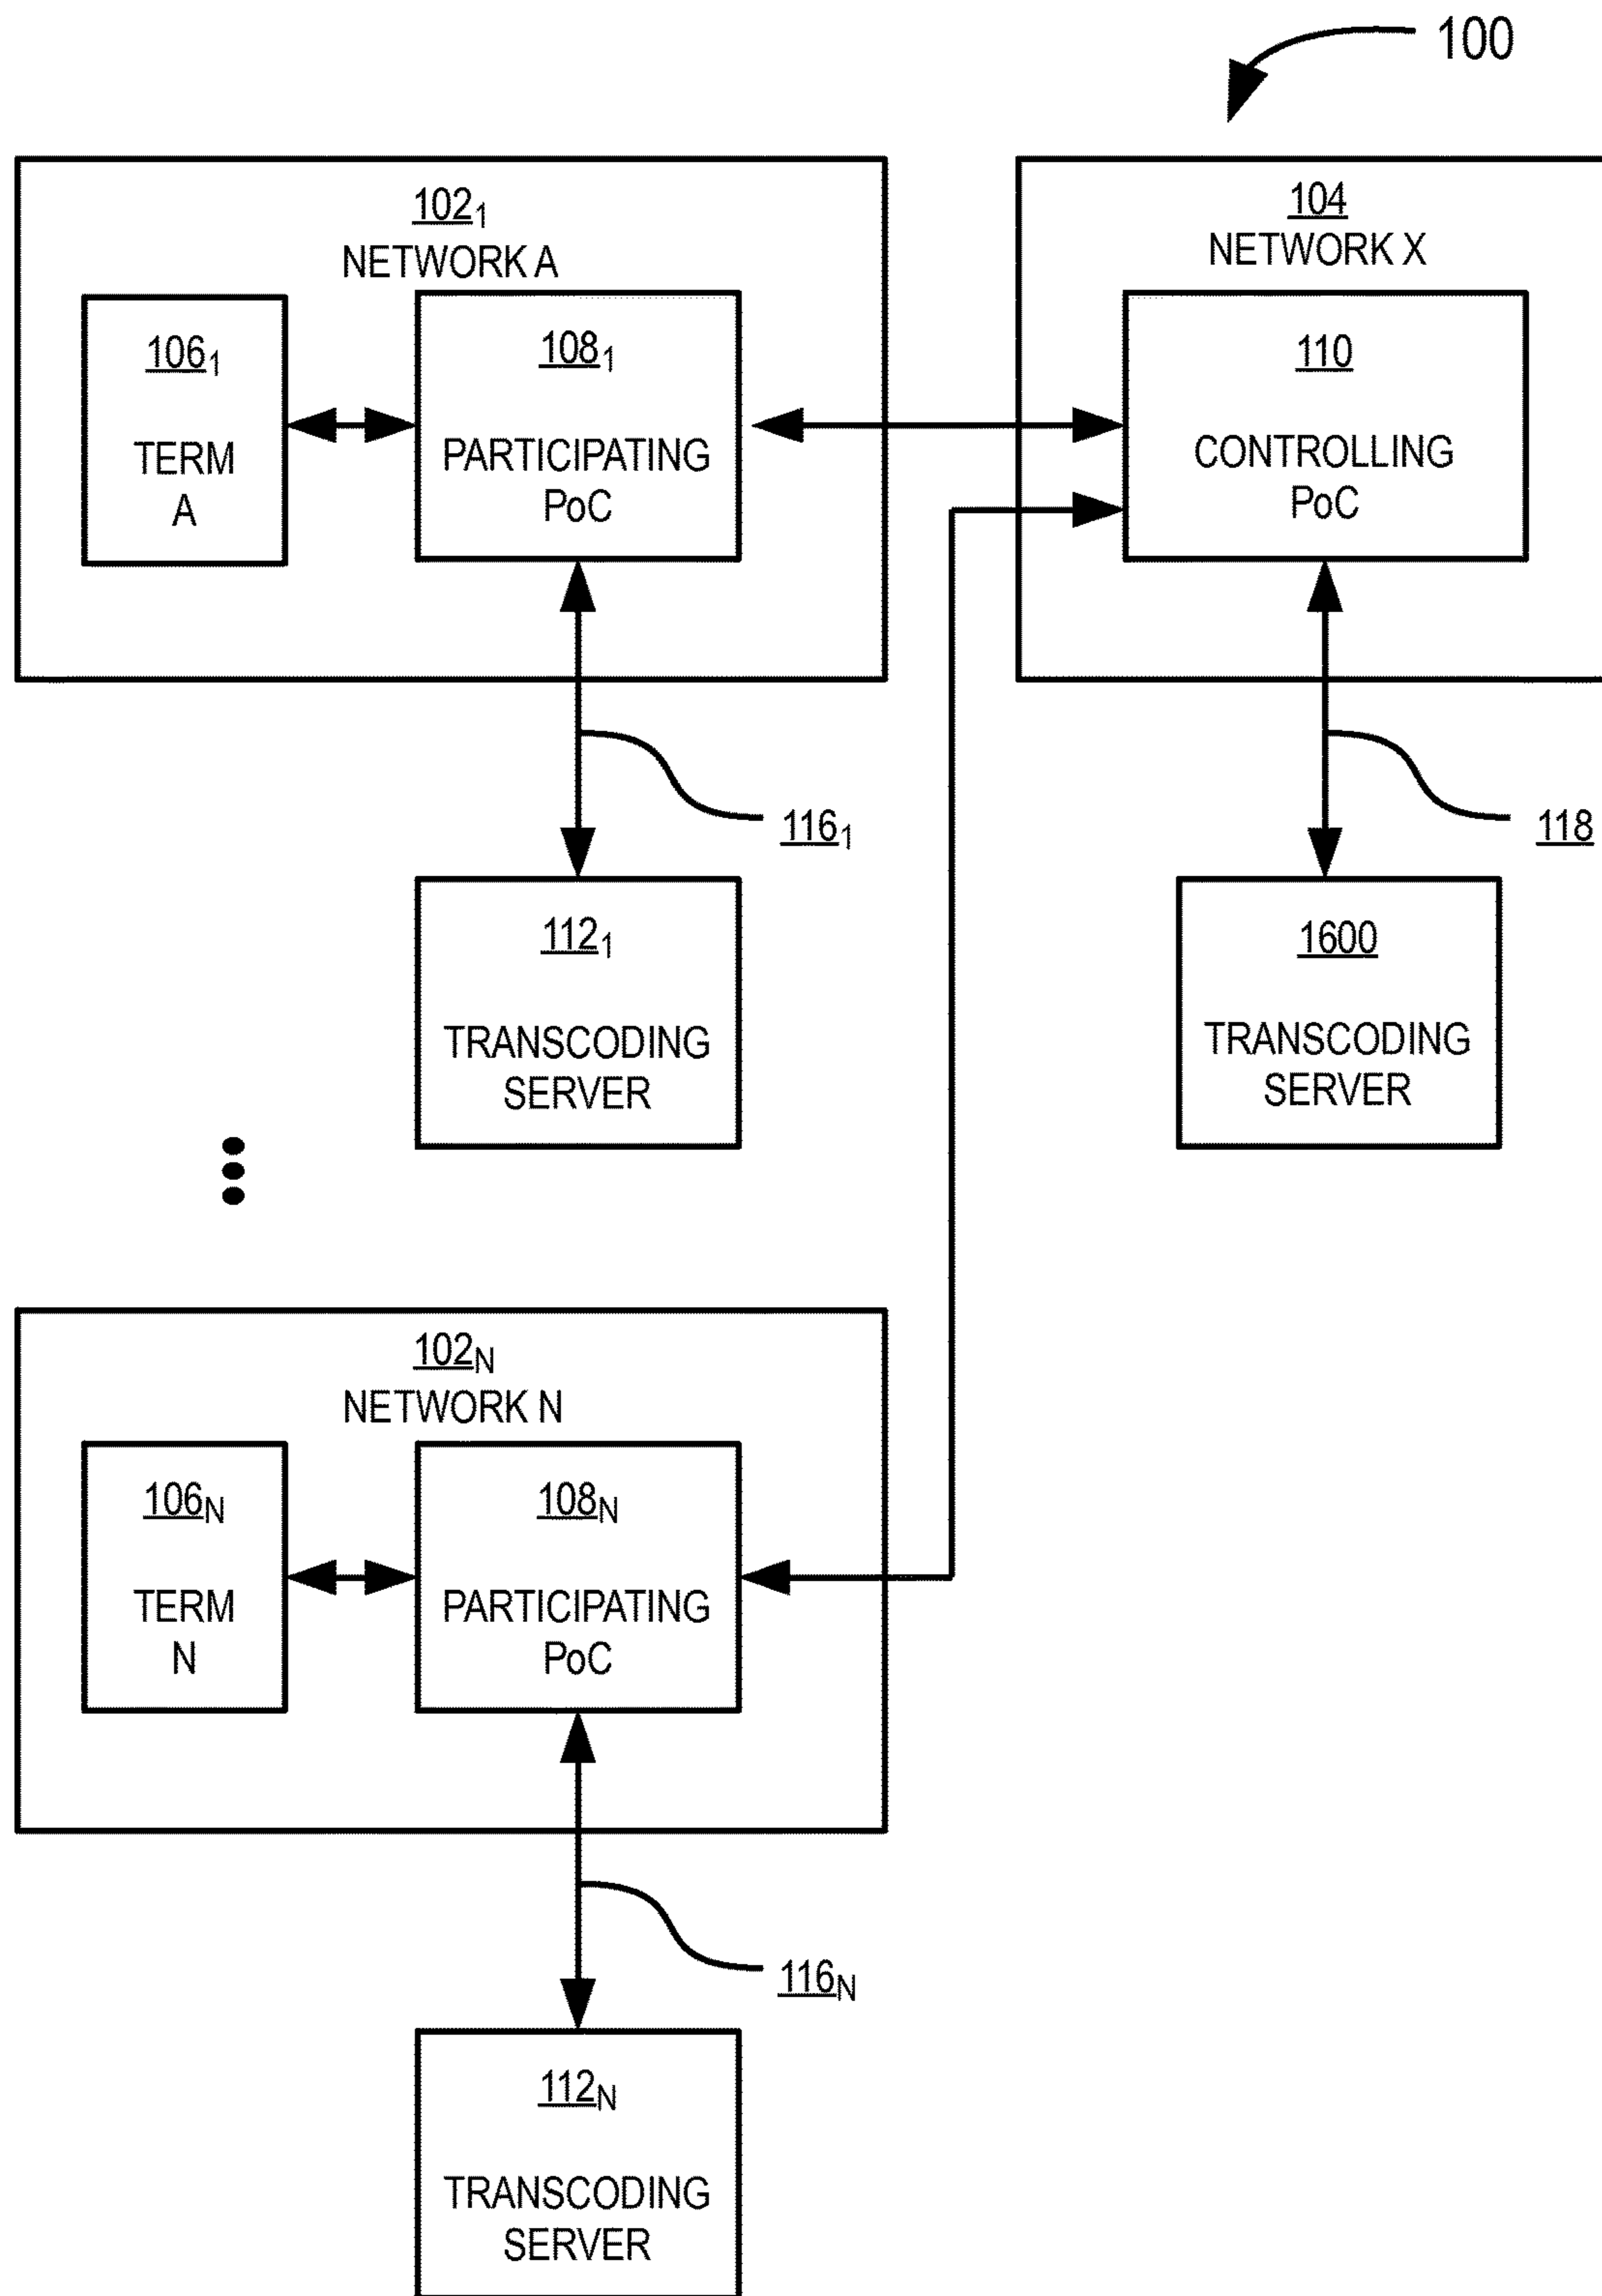 100
102₁
NETWORK A
106₁
TERM
A
108₁
PARTICIPATING
PoC
104
NETWORK X
110
CONTROLLING
PoC
116₁
118
112₁
TRANSCODING
SERVER
1600
TRANSCODING
SERVER
102N
NETWORK N
106N
TERM
N
108N
PARTICIPATING
PoC
116N
112N
TRANSCODING
SERVER